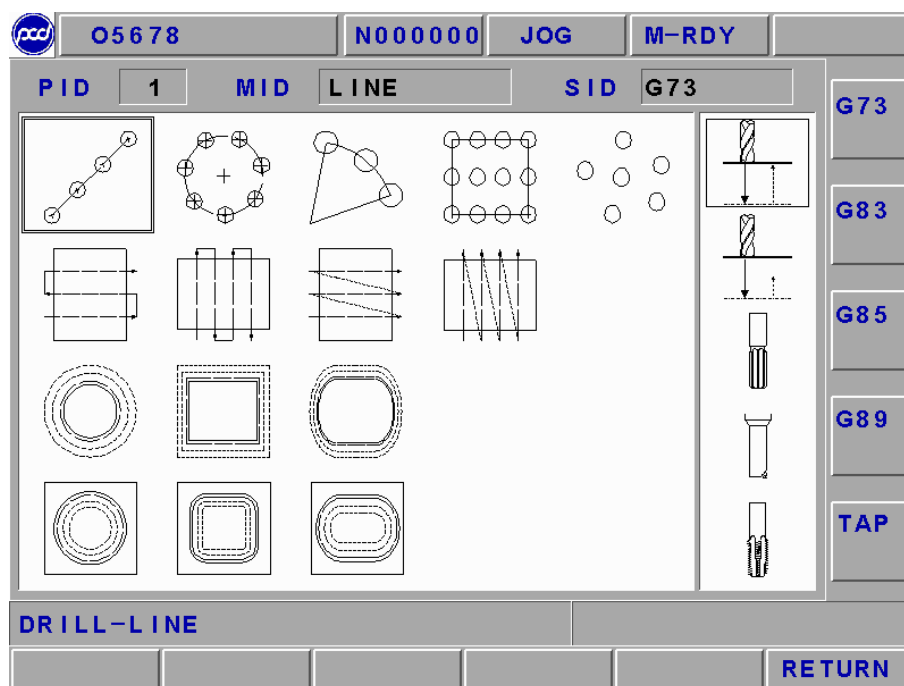 pcd O5678 N000000 JOG M-RDY
PID 1 MID LINE SID G73
G73
G83
G85
G89
TAP
DRILL-LINE
RETURN